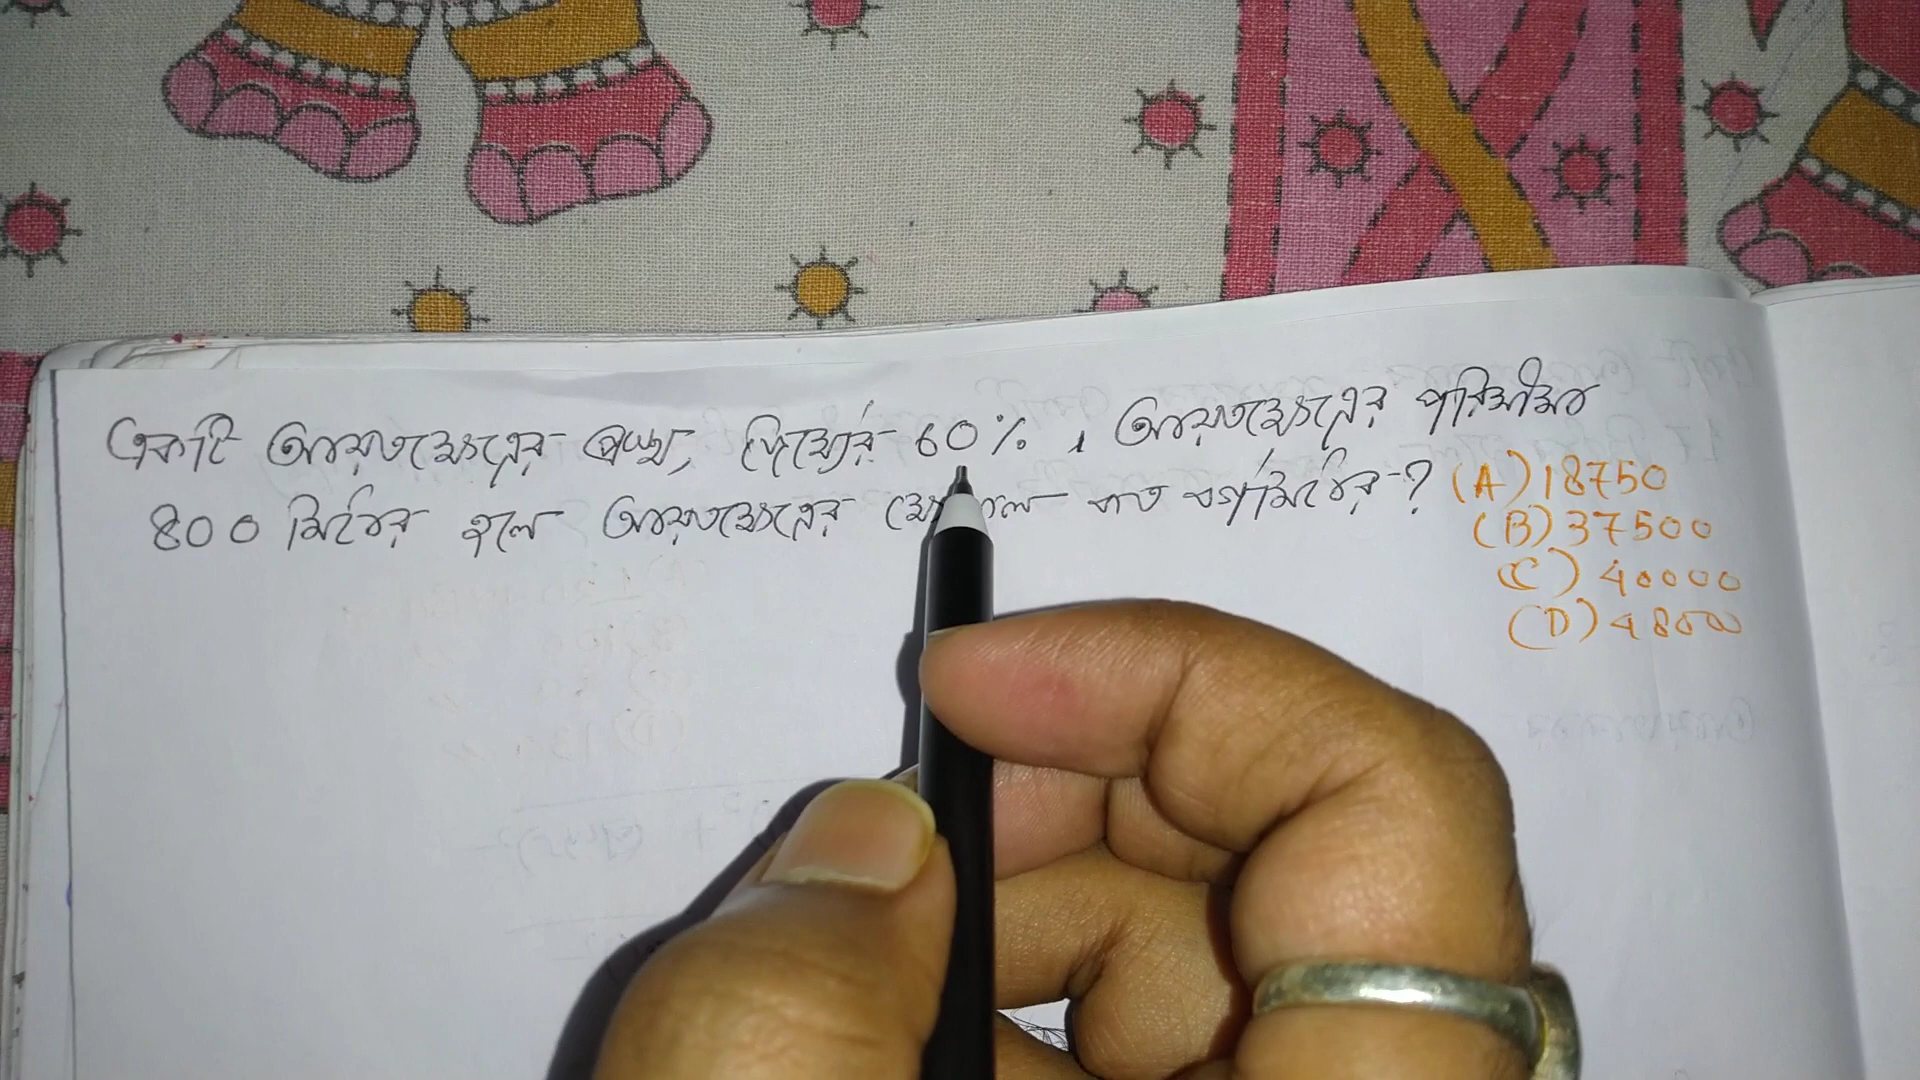 একটি আয়তক্ষেত্রের প্রস্থ, দৈর্ঘ্যের 60%। আয়তক্ষেত্রের পরিসীমা
800 মিটার হলে আয়তক্ষেত্রের কত বর্গমিটার?
(A) 18750
(B) 37500
(C) 40000
(D) 4800